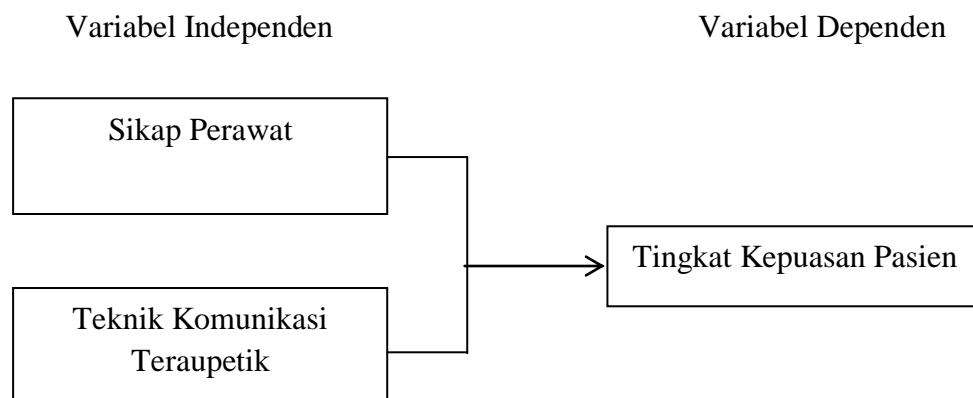 Variabel Independen
Variabel Dependen
Sikap Perawat
Tingkat Kepuasan Pasien
Teknik Komunikasi
Teraupetik